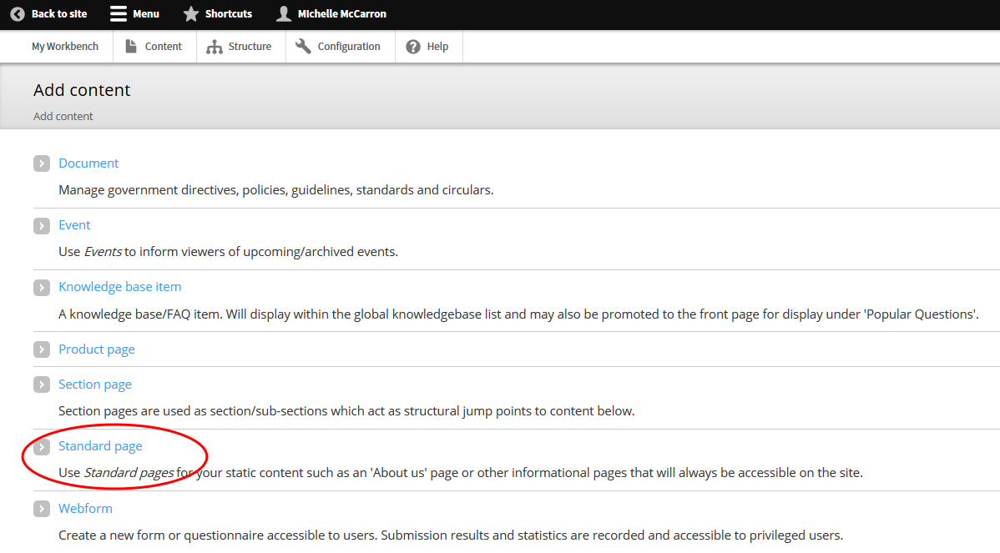 Back to site Menu Shortcuts MIchelle McCarron
My Workbench Content Structure Configuration Help
Add content
Add content
Document
Manage government directives, policies, guidelines, standards and circulars.
Event
Use Events to inform viewers of upcoming/archived events.
Knowledge base item
A knowledge base/FAQ item. Will display within the global knowledgebase list and may also be promoted to the front page for display under 'Popular Questions'.
Product page
Section page
Section pages are used as section/sub-sections which act as structural jump points to content below.
Standard page
Use Standard pages for your static content such as an 'About us' page or other informational pages that will always be accessible on the site.
Webform
Create a new form or questionnaire accessible to users. Submission results and statistics are recorded and accessible to privileged users.